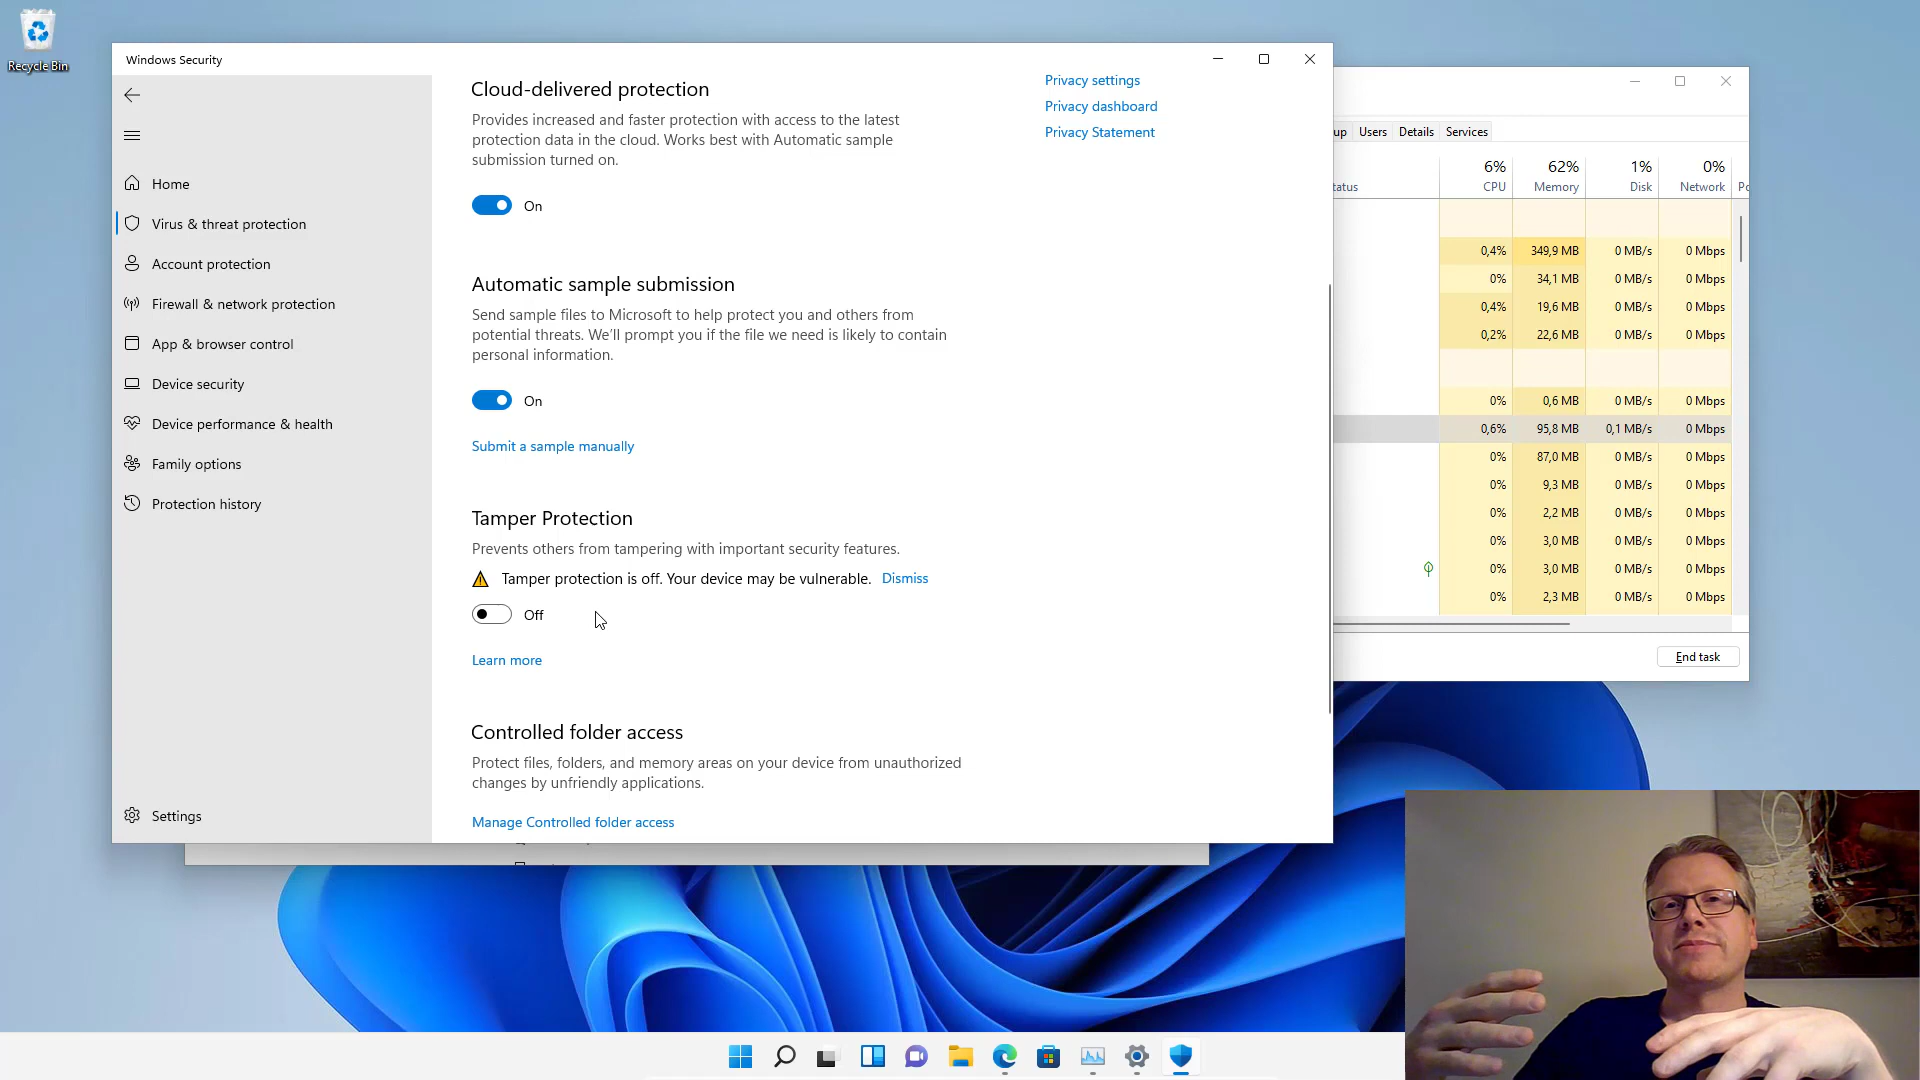 Recycle Bin
Windows Security
Home
Virus & threat protection
Account protection
Firewall & network protection
App & browser control
Device security
Device performance & health
Family options
Protection history
Settings
Cloud-delivered protection
Provides increased and faster protection with access to the latest
protection data in the cloud. Works best with Automatic sample
submission turned on.
On
Automatic sample submission
Send sample files to Microsoft to help protect you and others from
potential threats. We'll prompt you if the file we need is likely to contain
personal information.
On
Submit a sample manually
Tamper Protection
Prevents others from tampering with important security features.
Tamper protection is off. Your device may be vulnerable. Dismiss
Off
Learn more
Controlled folder access
Protect files, folders, and memory areas on your device from unauthorized
changes by unfriendly applications.
Manage Controlled folder access
Privacy settings
Privacy dashboard
Privacy Statement
up Users Details Services
6% 62% 1% 0%
tatus CPU Memory Disk Network Po
0,4% 349,9 MB 0 MB/s 0 Mbps
0% 34,1 MB 0 MB/s 0 Mbps
0,4% 19,6 MB 0 MB/s 0 Mbps
0,2% 22,6 MB 0 MB/s 0 Mbps
0% 0,6 MB 0 MB/s 0 Mbps
0,6% 95,8 MB 0,1 MB/s 0 Mbps
0% 87,0 MB 0 MB/s 0 Mbps
0% 9,3 MB 0 MB/s 0 Mbps
0% 2,2 MB 0 MB/s 0 Mbps
0% 3,0 MB 0 MB/s 0 Mbps
0% 3,0 MB 0 MB/s 0 Mbps
0% 2,3 MB 0 MB/s 0 Mbps
End task